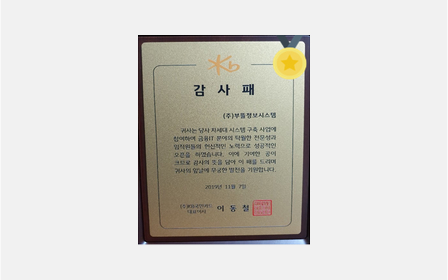 감사패
(주)부뜰정보시스템
귀사는 당사 차세대 시스템 구축 사업에
참여하여 금융IT 분야의 탁월한 전문성과
임직원들의 헌신적인 노력으로 성공적인
오픈을 하였습니다. 이에 기여한 공이
크므로 감사의 뜻을 담아 이 패를 드리며
귀사의 앞날에 무궁한 발전을 기원합니다.
2019년 11월 7일
대표이사 이동철